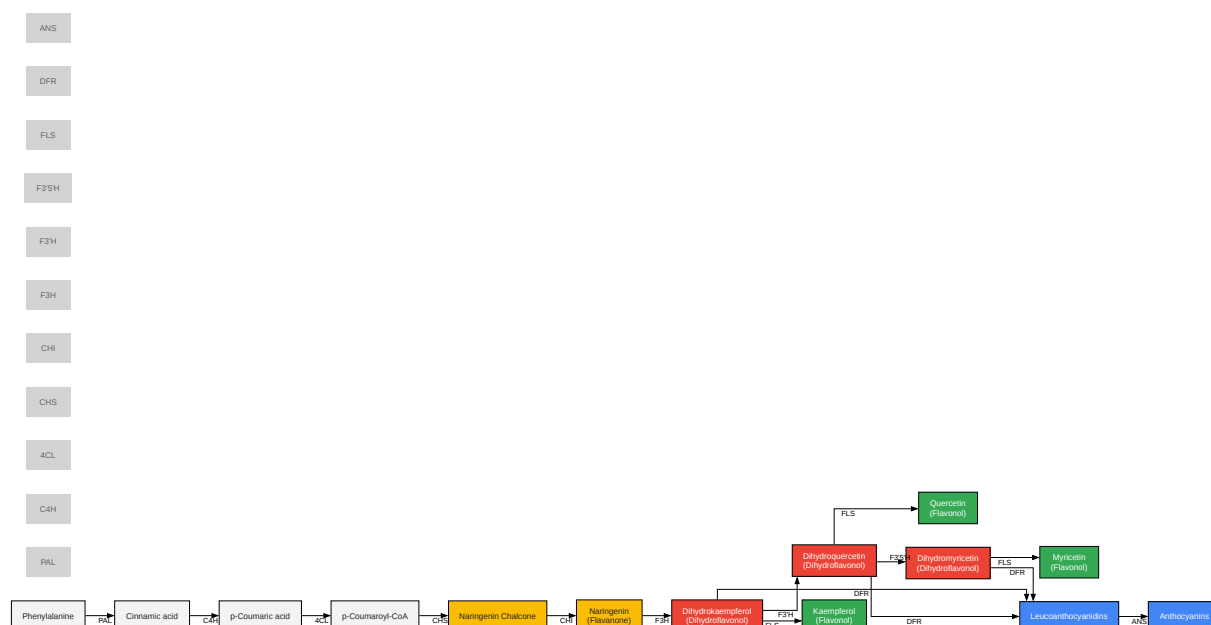 ANS
DFR
FLS
F3'5'H
F3'H
F3H
CHI
CHS
4CL
C4H
PAL
Quercetin
(Flavonol)
FLS
Dihydroquercetin
(Dihydroflavonol)
F3'5'H
Dihydromyricetin
(Dihydroflavonol)
FLS
DFR
Myricetin
(Flavonol)
DFR
Phenylalanine
PAL
Cinnamic acid
C4H
p-Coumaric acid
4CL
p-Coumaroyl-CoA
CHS
Naringenin Chalcone
CHI
Naringenin
(Flavanone)
F3H
Dihydrokaempferol
(Dihydroflavonol)
F3'H
FLS
Kaempferol
(Flavonol)
DFR
Leucoanthocyanidins
ANS
Anthocyanins